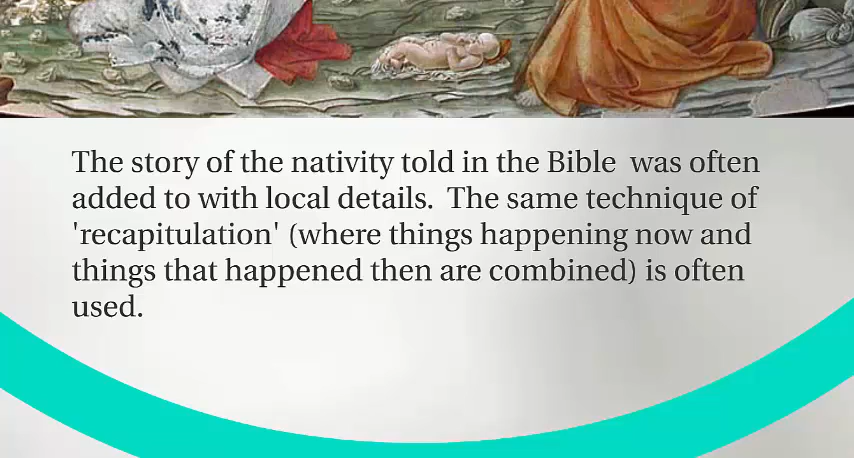 The story of the nativity told in the Bible  was often
added to with local details.  The same technique of
'recapitulation' (where things happening now and
things that happened then are combined) is often
used.